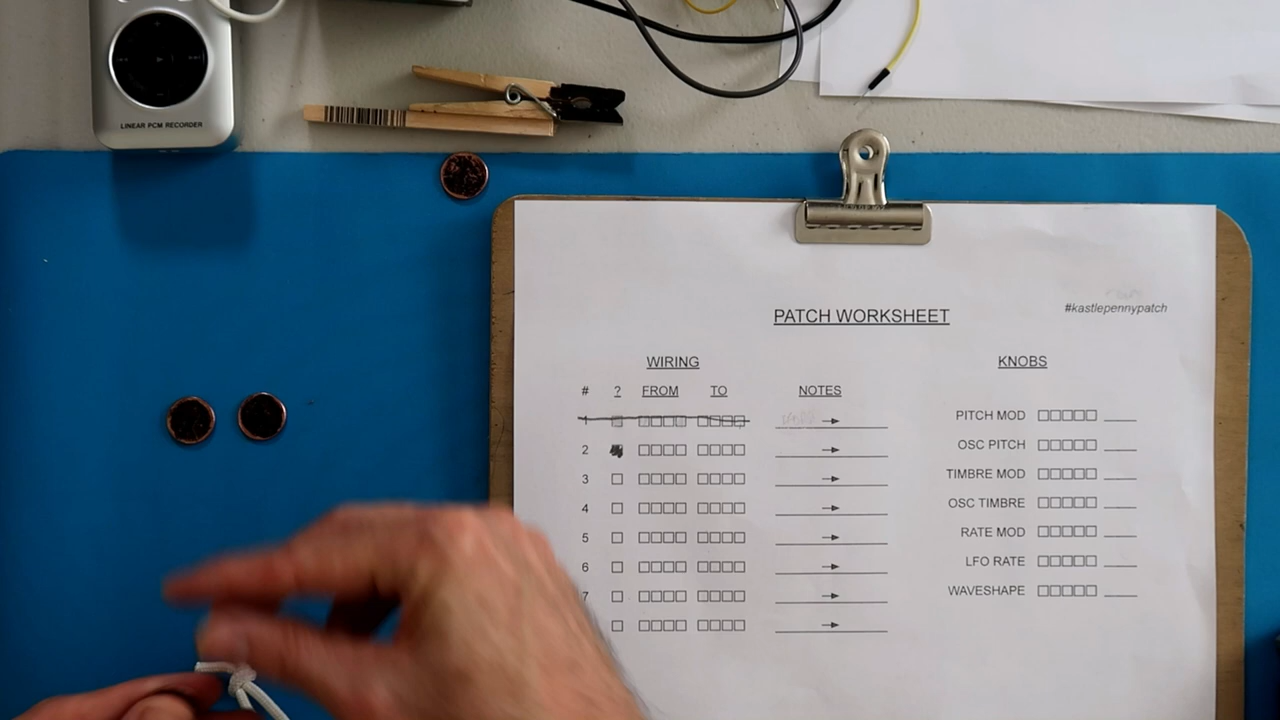 LINEAR PCM RECORDER
PATCH WORKSHEET
#kastlepennypatch
WIRING
KNOBS
# ? FROM TO NOTES
1
2
3
4
5
6
7
PITCH MOD
OSC PITCH
TIMBRE MOD
OSC TIMBRE
RATE MOD
LFO RATE
WAVESHAPE